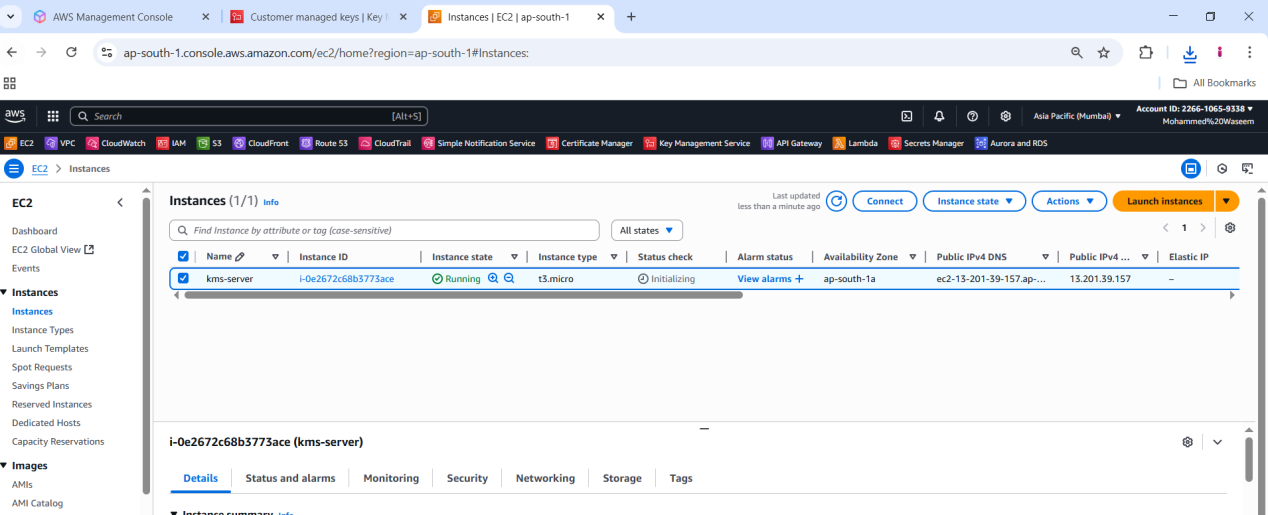 AWS Management Console
Customer managed keys | Key M
Instances | EC2 | ap-south-1
ap-south-1.console.aws.amazon.com/ec2/home?region=ap-south-1#Instances:
All Bookmarks
aws
Search
[Alt+S]
Asia Pacific (Mumbai)
Account ID: 2266-1065-9338
Mohammed%20Waseem
EC2 VPC CloudWatch IAM S3 CloudFront Route 53 CloudTrail Simple Notification Service Certificate Manager Key Management Service API Gateway Lambda Secrets Manager Aurora and RDS
EC2 > Instances
EC2
Dashboard
EC2 Global View
Events
Instances
Instances
Instance Types
Launch Templates
Spot Requests
Savings Plans
Reserved Instances
Dedicated Hosts
Capacity Reservations
Images
AMIs
AMI Catalog
Instances (1/1) Info
Last updated
less than a minute ago
Connect
Instance state
Actions
Launch instances
Find Instance by attribute or tag (case-sensitive)
All states
1
Name Instance ID Instance state Instance type Status check Alarm status Availability Zone Public IPv4 DNS Public IPv4 ... Elastic IP
kms-server i-0e2672c68b3773ace Running t3.micro Initializing View alarms + ap-south-1a ec2-13-201-39-157.ap-... 13.201.39.157 –
i-0e2672c68b3773ace (kms-server)
Details Status and alarms Monitoring Security Networking Storage Tags
Instance summary Info